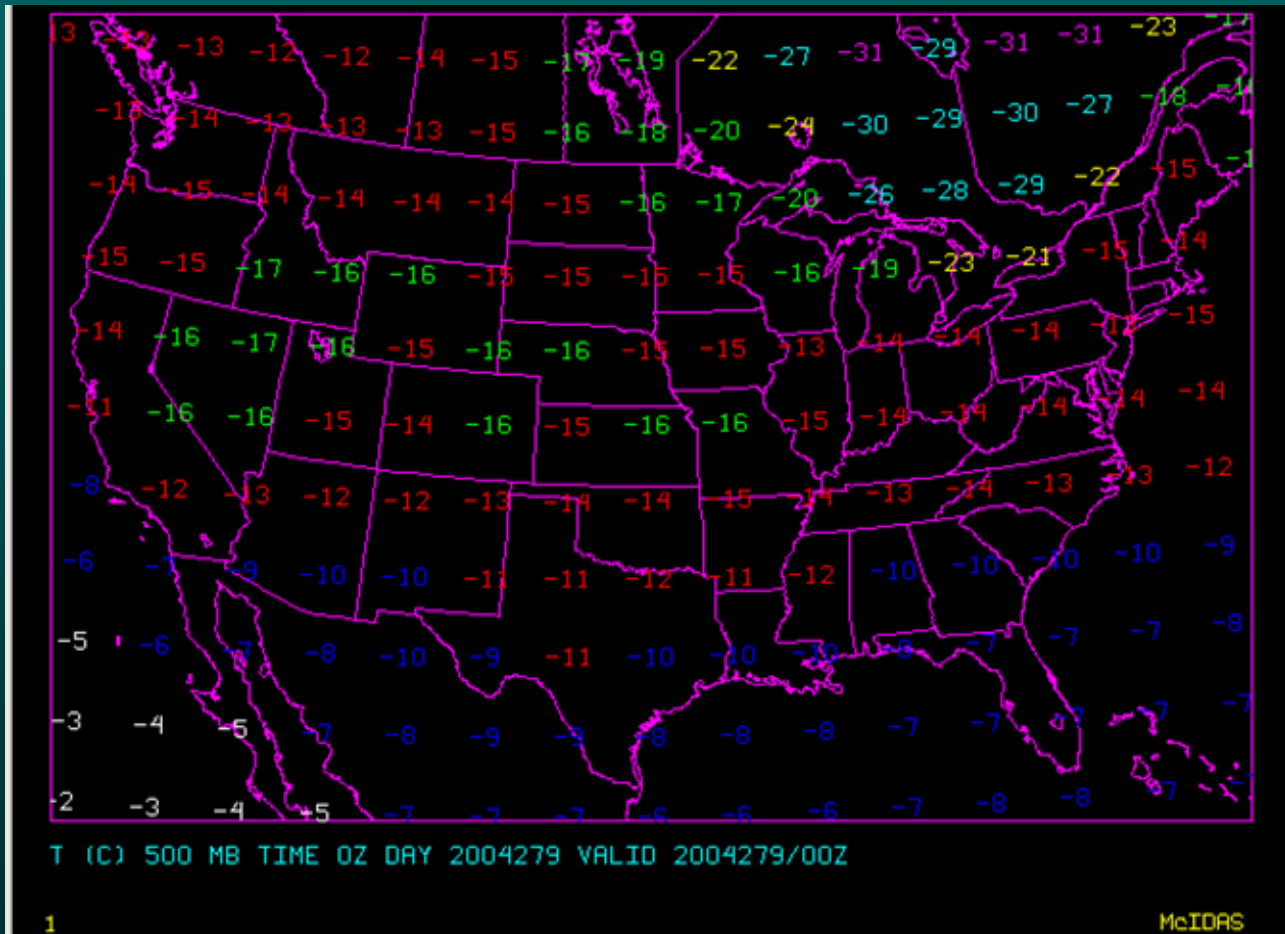 -13 -13 -13 -12 -12 -14 -15 -17 -19 -22 -27 -31 -29 -31 -31 -23
-13 -14 -13 -13 -13 -15 -16 -18 -20 -24 -30 -29 -30 -27 -18
-14 -15 -14 -14 -14 -14 -15 -16 -17 -20 -26 -28 -29 -22 -15
-15 -15 -17 -16 -16 -15 -15 -15 -15 -16 -19 -23 -21 -15 -14
-14 -16 -17 -16 -15 -16 -16 -15 -15 -13 -14 -14 -14 -15
-11 -16 -16 -15 -14 -16 -15 -16 -16 -15 -14 -14 -14 -14 -14
-8 -12 -13 -12 -12 -13 -14 -14 -15 -14 -13 -14 -13 -13 -12
-6 -7 -9 -10 -10 -11 -11 -12 -11 -12 -10 -10 -10 -10 -9
-5 -6 -7 -8 -10 -9 -11 -10 -10 -10 -8 -7 -7 -7 -8
-3 -4 -5 -7 -8 -9 -9 -8 -8 -8 -7 -7 -7 -7 -7
-2 -3 -4 -5 -7 -7 -7 -6 -6 -6 -7 -8 -8 -7
T (C) 500 MB TIME 0Z DAY 2004279 VALID 2004279/00Z
1 McIDAS